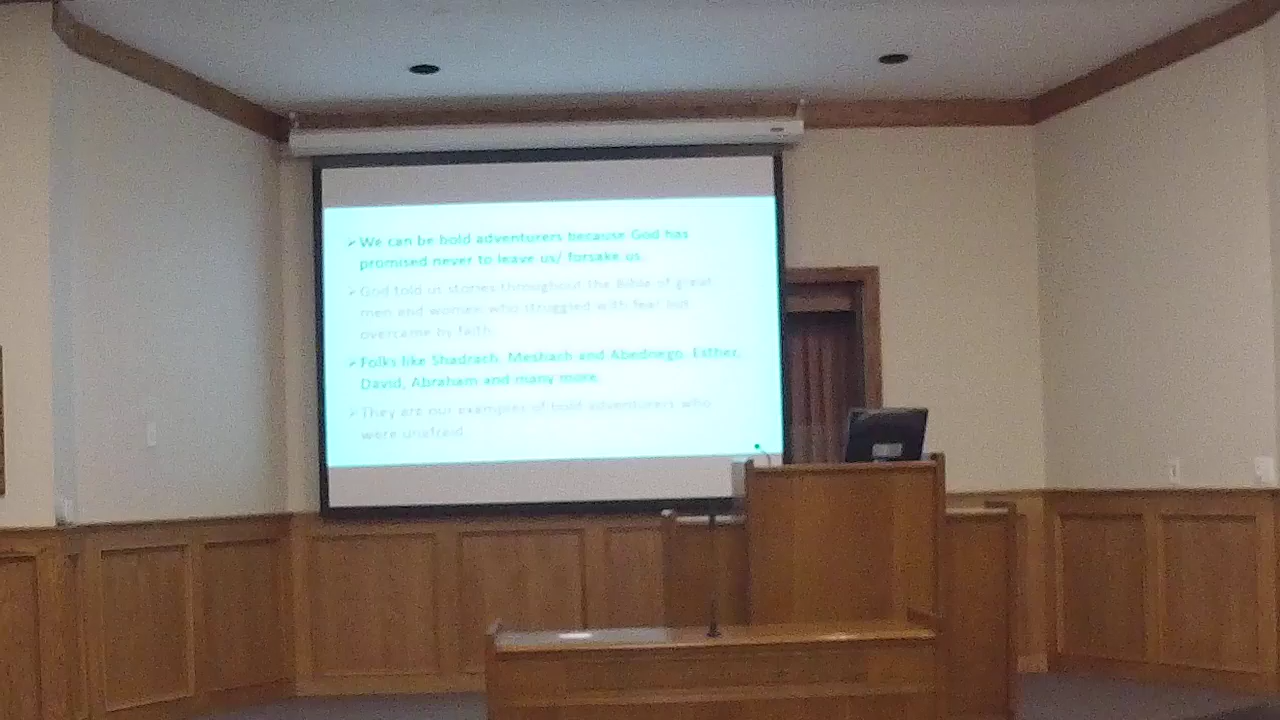 ➢ We can be bold adventurers because God has
promised never to leave us/ forsake us.
➢ God told us stories throughout the Bible of great
men and women who struggled with fear but
overcame by faith.
➢ Folks like Shadrach, Meshach and Abednego, Esther,
David, Abraham and many more.
➢ They are our examples of bold adventurers who
were unafraid.